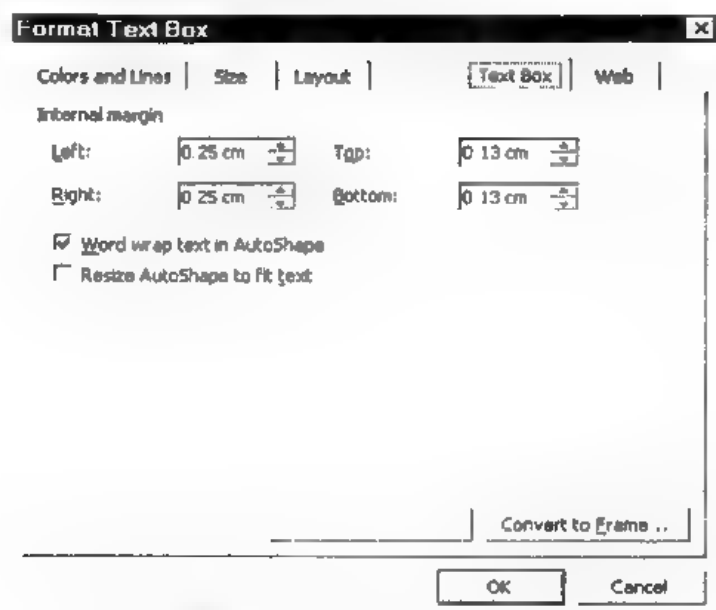 Format Text Box
Colors and Lines Size Layout Text Box Web
Internal margin
Left: 0.25 cm Top: 0.13 cm
Right: 0.25 cm Bottom: 0.13 cm
Word wrap text in AutoShape
Resize AutoShape to fit text
Convert to Frame ..
OK Cancel